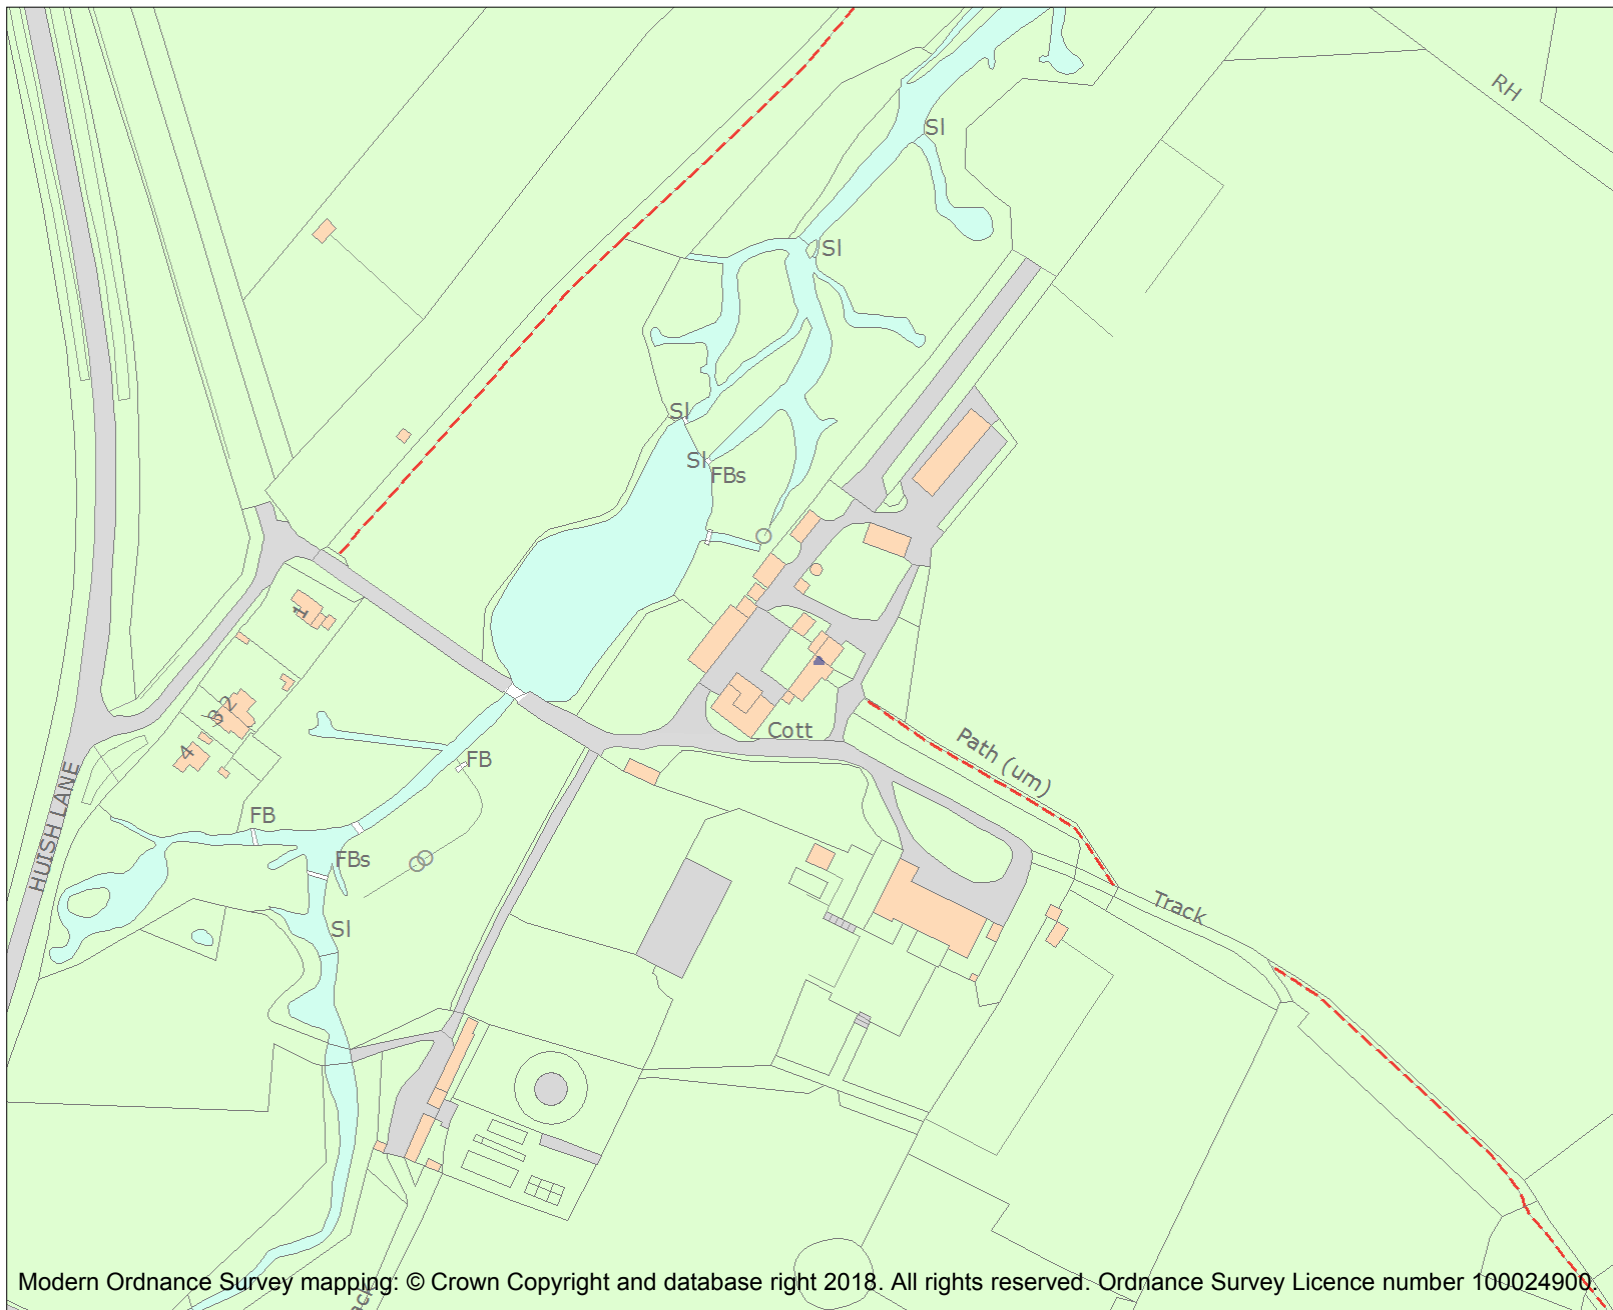 RH
Sl
Sl
Sl
Sl
FBs
1
3 2
4
Cott
Path (um)
FB
HUISH LANE
FB
FBs
Track
Sl
Modern Ordnance Survey mapping: © Crown Copyright and database right 2018. All rights reserved. Ordnance Survey Licence number 100024900.